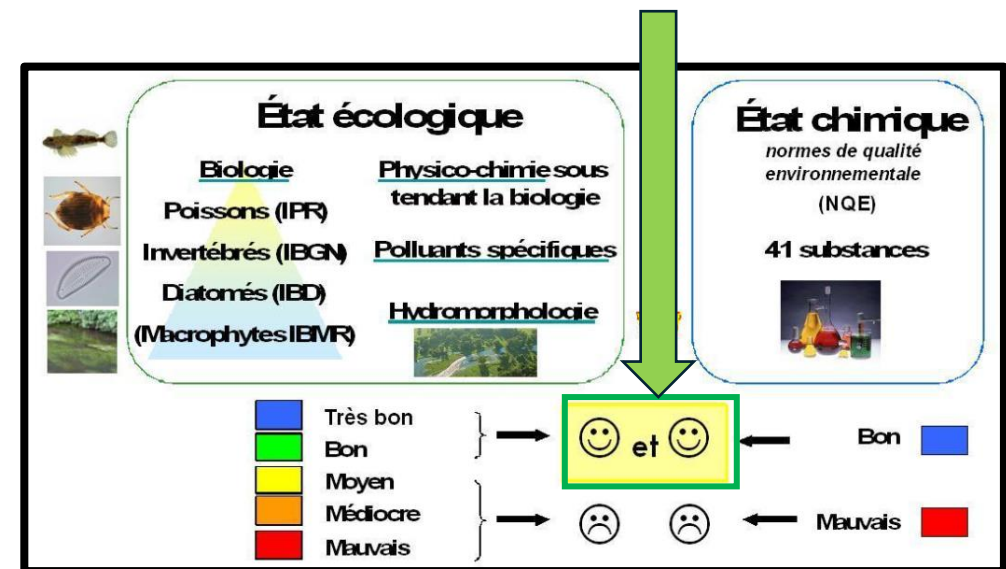 État écologique
Biologie
Poissons (IPR)
Invertébrés (IBGN)
Diatomés (IBD)
(Macrophytes IBMR)
Physico-chimie sous
tendant la biologie
Polluants spécifiques
Hydromorphologie
État chimique
normes de qualité
environnementale
(NQE)
41 substances
Très bon
Bon
Moyen
Médiocre
Mauvais
et
Bon
Mauvais